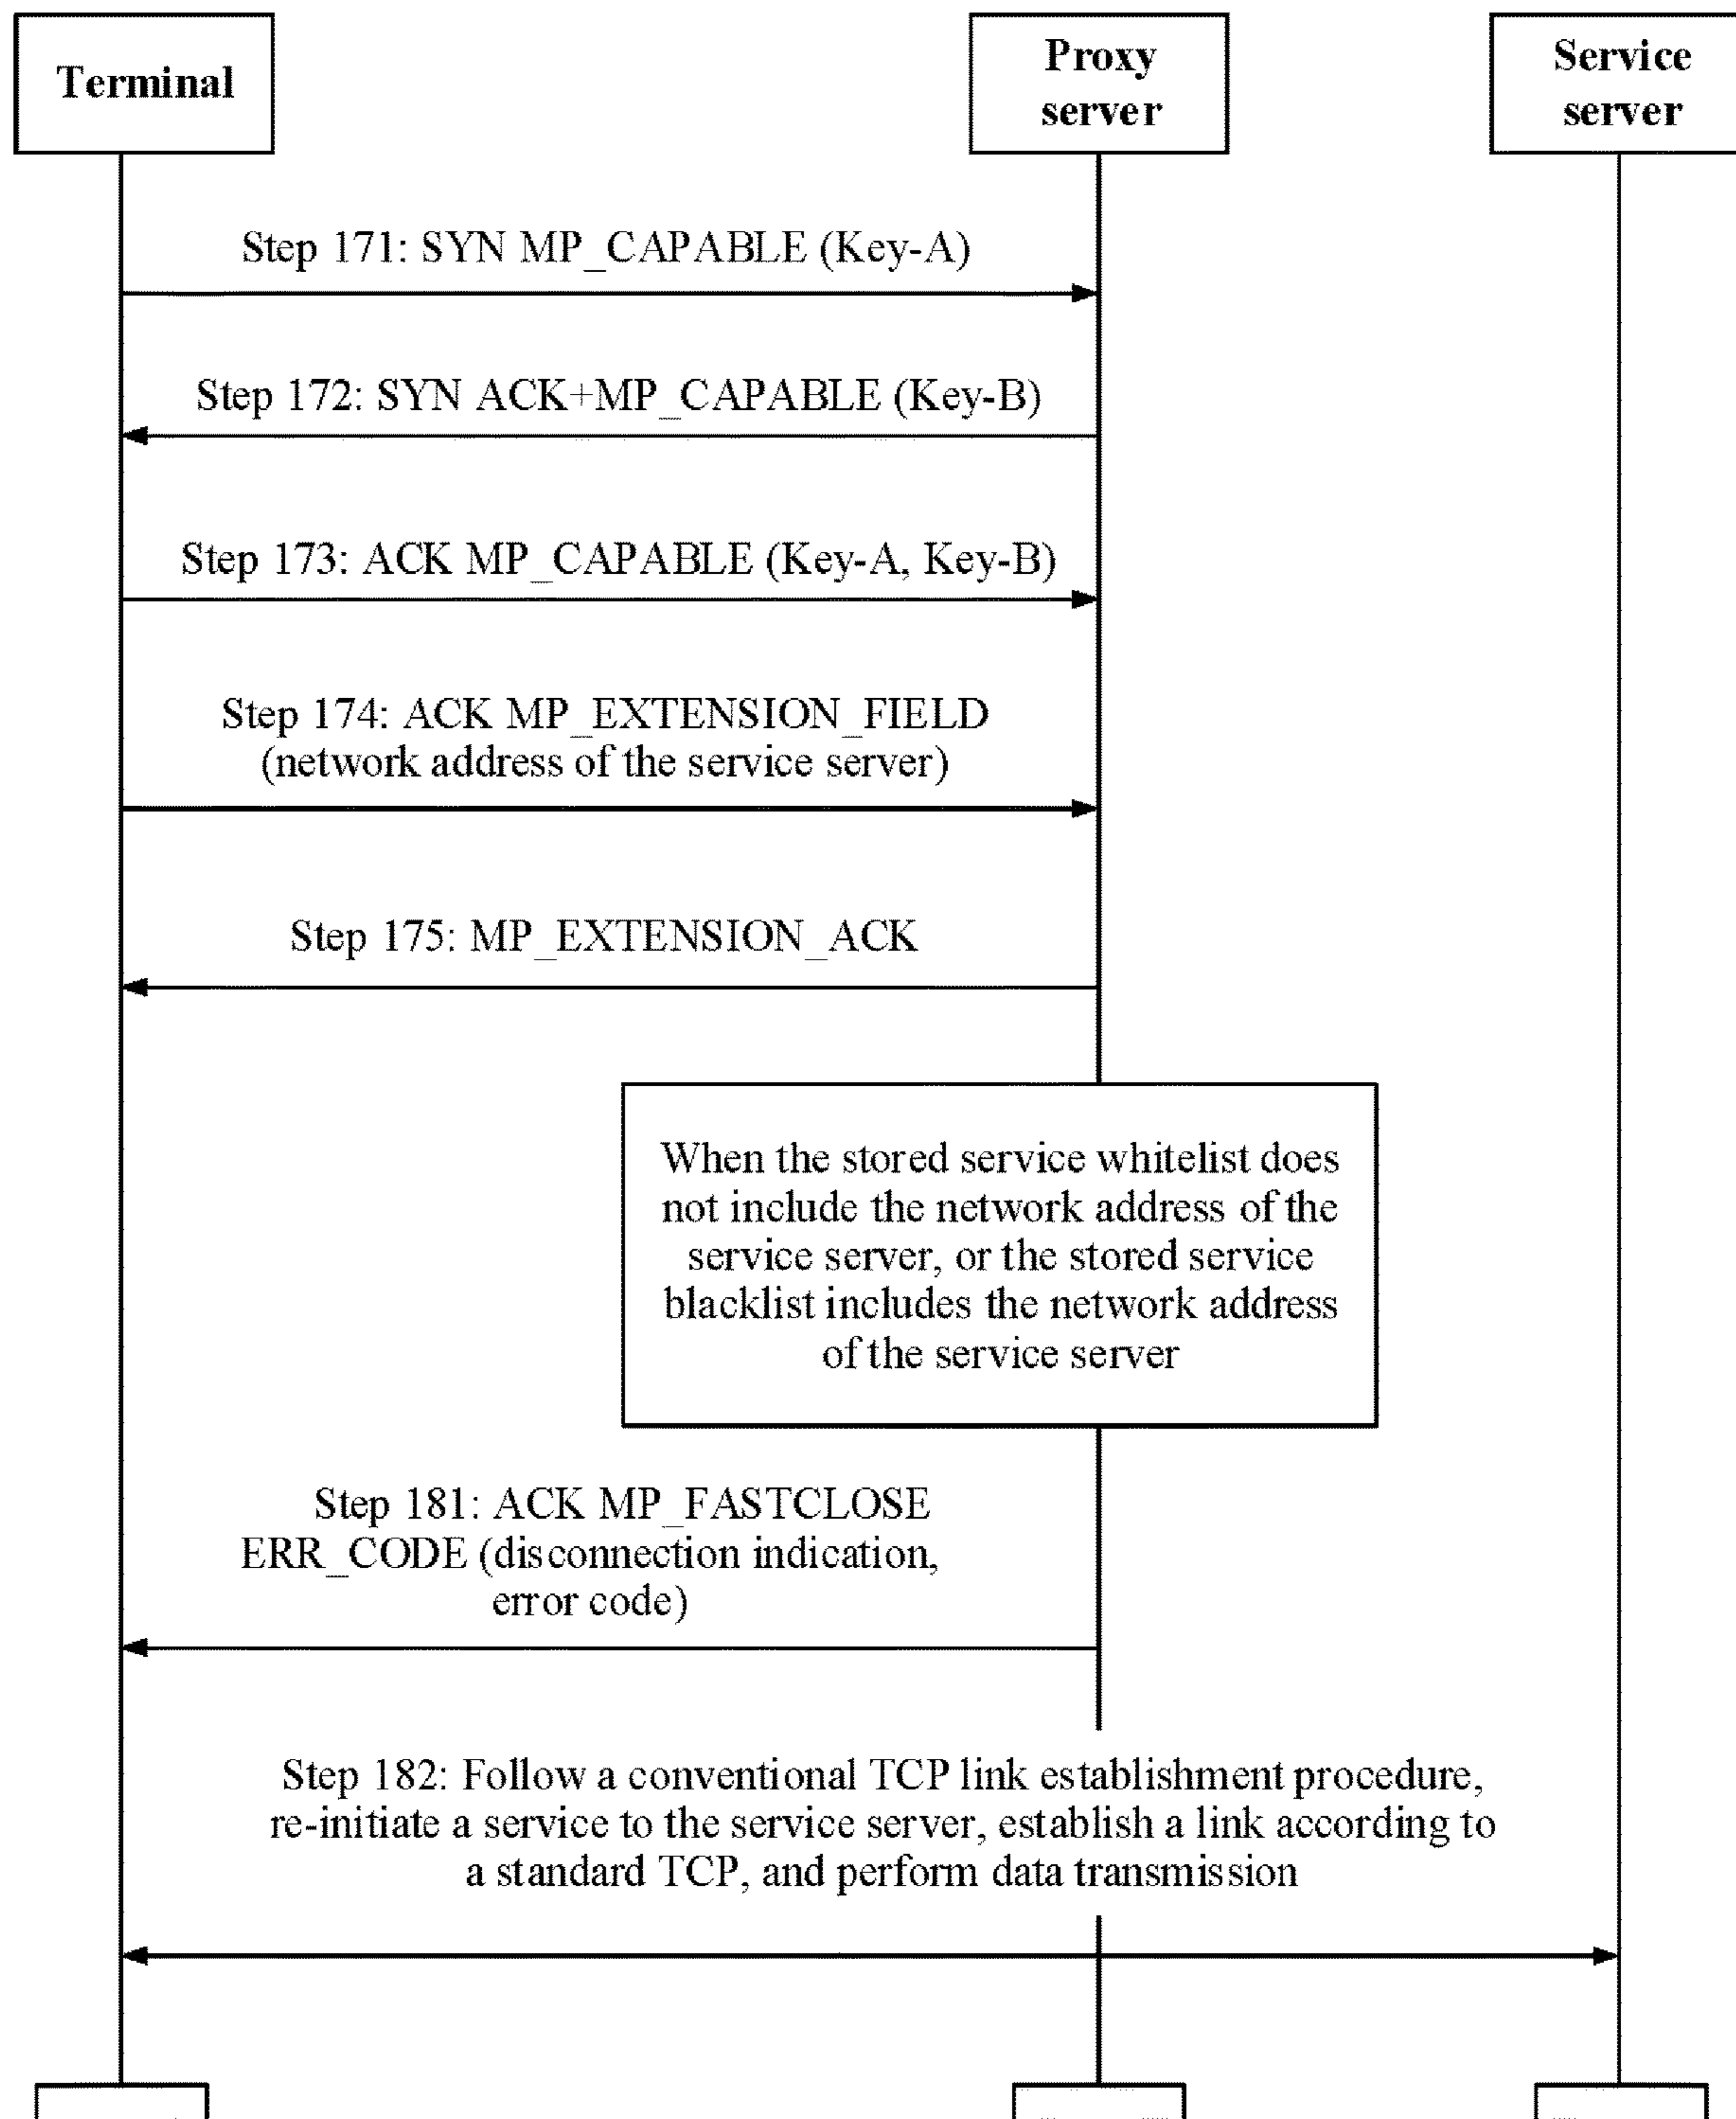 Terminal
Proxy
server
Service
server
Step 171: SYN MP_CAPABLE (Key-A)
Step 172: SYN ACK+MP_CAPABLE (Key-B)
Step 173: ACK MP_CAPABLE (Key-A, Key-B)
Step 174: ACK MP_EXTENSION_FIELD
(network address of the service server)
Step 175: MP_EXTENSION_ACK
When the stored service whitelist does
not include the network address of the
service server, or the stored service
blacklist includes the network address
of the service server
Step 181: ACK MP_FASTCLOSE
ERR_CODE (disconnection indication,
error code)
Step 182: Follow a conventional TCP link establishment procedure,
re-initiate a service to the service server, establish a link according to
a standard TCP, and perform data transmission